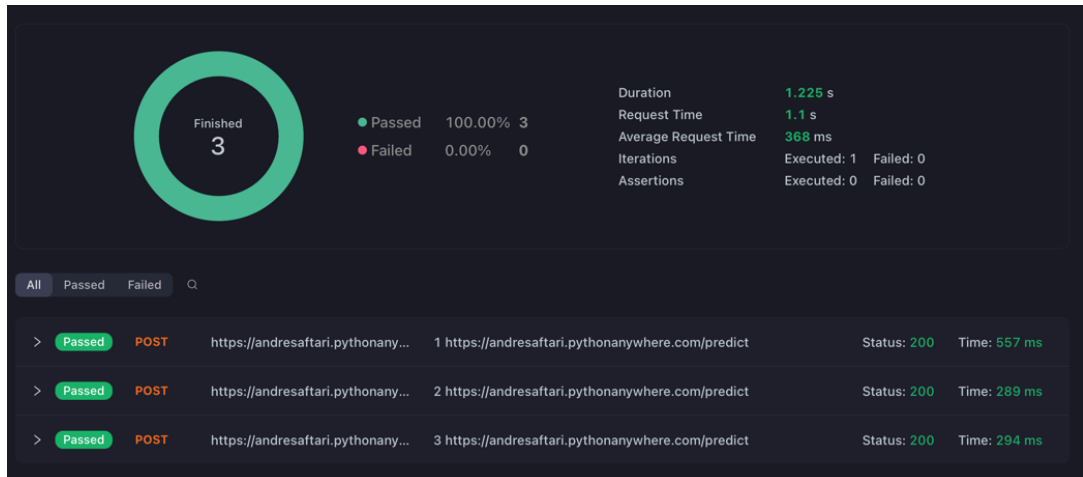 Finished
3
Passed 100.00% 3
Failed 0.00% 0
Duration 1.225 s
Request Time 1.1 s
Average Request Time 368 ms
Iterations Executed: 1 Failed: 0
Assertions Executed: 0 Failed: 0
All Passed Failed
Passed POST https://andresaftari.pythonany... 1 https://andresaftari.pythonanywhere.com/predict Status: 200 Time: 557 ms
Passed POST https://andresaftari.pythonany... 2 https://andresaftari.pythonanywhere.com/predict Status: 200 Time: 289 ms
Passed POST https://andresaftari.pythonany... 3 https://andresaftari.pythonanywhere.com/predict Status: 200 Time: 294 ms